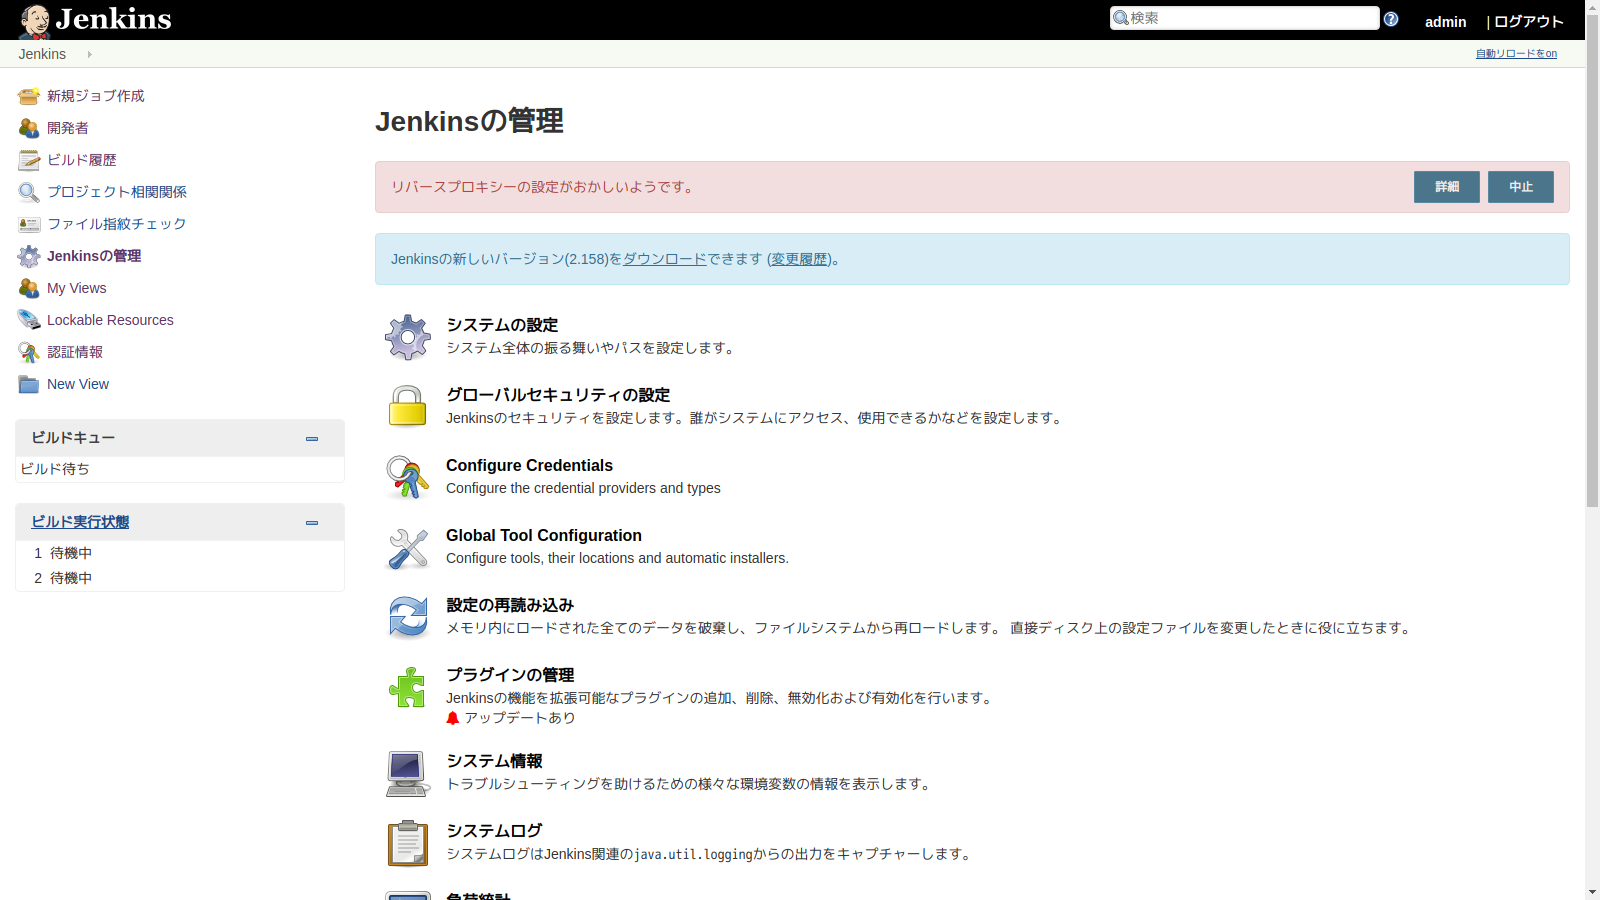 Jenkins
検索
?
admin
| ログアウト
Jenkins
自動リロードをon
新規ジョブ作成
開発者
ビルド履歴
プロジェクト相関関係
ファイル指紋チェック
Jenkinsの管理
My Views
Lockable Resources
認証情報
New View
ビルドキュー
ビルド待ち
ビルド実行状態
1 待機中
2 待機中
Jenkinsの管理
リバースプロキシーの設定がおかしいようです。
詳細
中止
Jenkinsの新しいバージョン(2.158)をダウンロードできます (変更履歴)。
システムの設定
システム全体の振る舞いやパスを設定します。
グローバルセキュリティの設定
Jenkinsのセキュリティを設定します。誰がシステムにアクセス、使用できるかなどを設定します。
Configure Credentials
Configure the credential providers and types
Global Tool Configuration
Configure tools, their locations and automatic installers.
設定の再読み込み
メモリ内にロードされた全てのデータを破棄し、ファイルシステムから再ロードします。 直接ディスク上の設定ファイルを変更したときに役に立ちます。
プラグインの管理
Jenkinsの機能を拡張可能なプラグインの追加、削除、無効化および有効化を行います。
アップデートあり
システム情報
トラブルシューティングを助けるための様々な環境変数の情報を表示します。
システムログ
システムログはJenkins関連のjava.util.loggingからの出力をキャプチャーします。
負荷統計